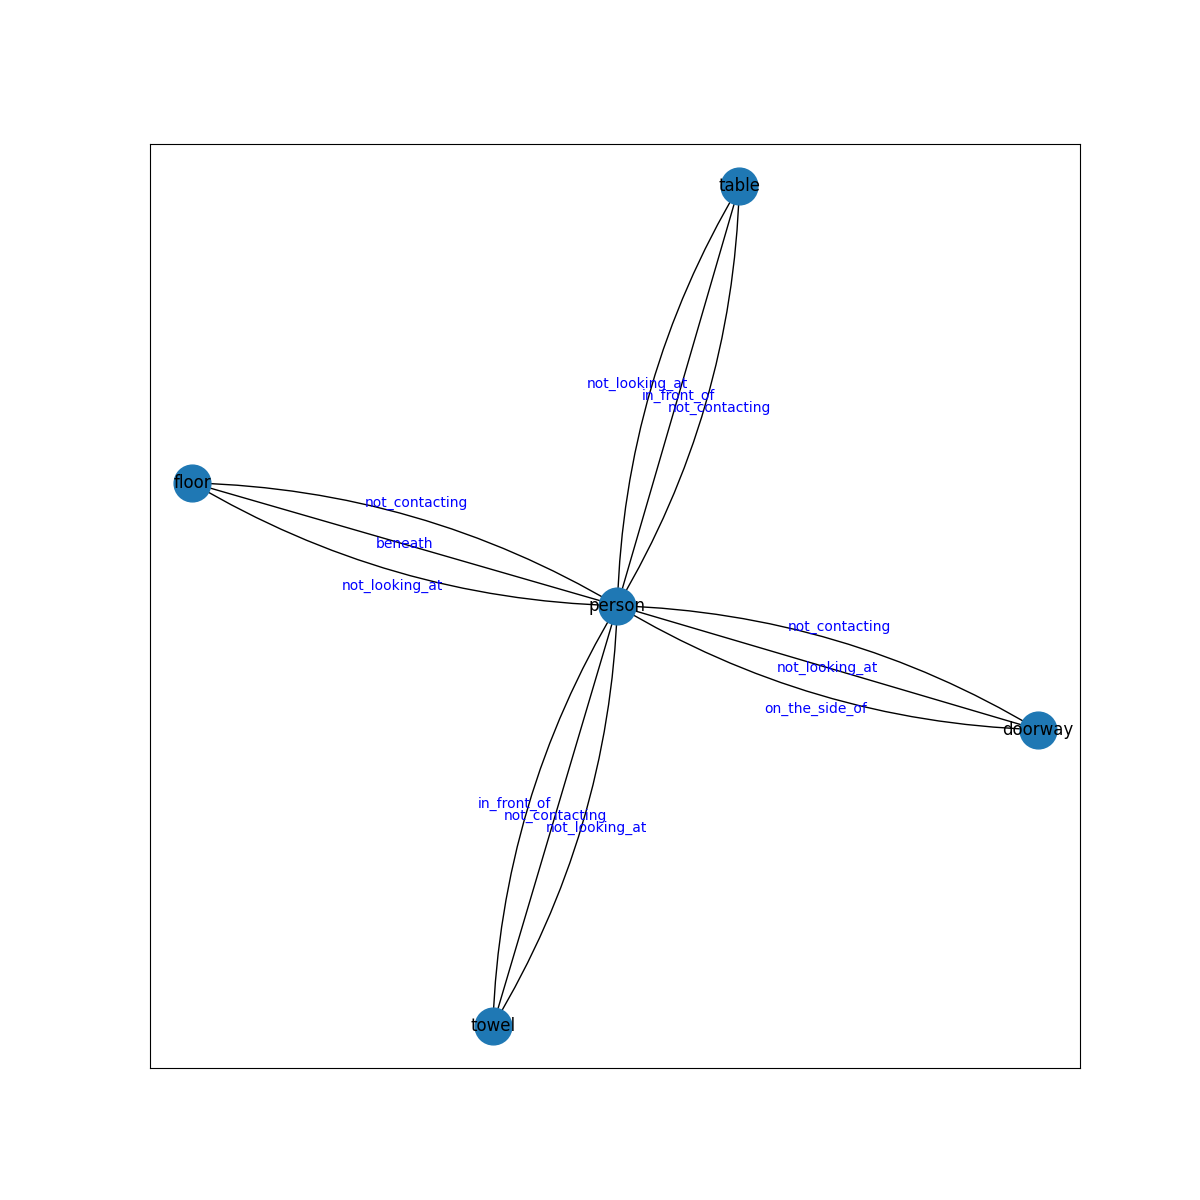 table
not_looking_at
in_front_of
not_contacting
floor
not_contacting
beneath
not_looking_at
person
not_contacting
not_looking_at
on_the_side_of
doorway
in_front_of
not_contacting
not_looking_at
towel